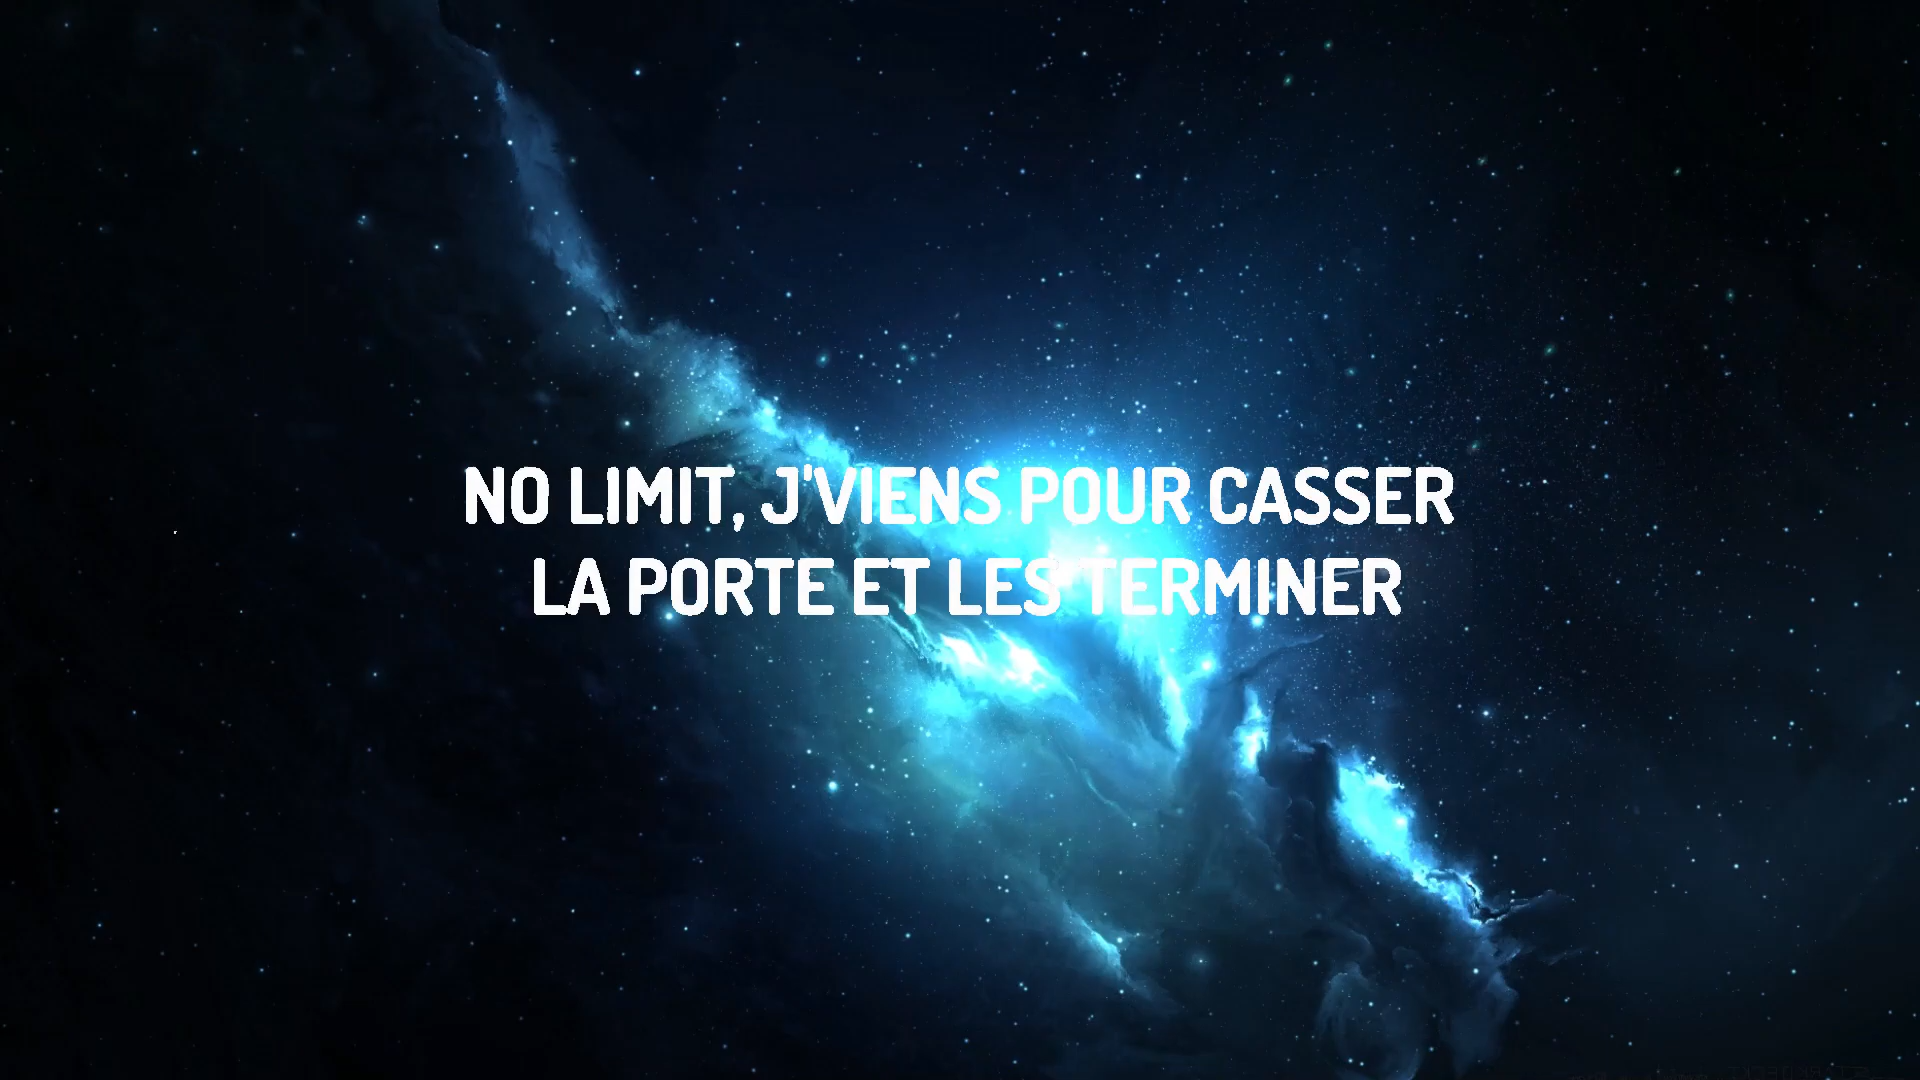 NO LIMIT, J'VIENS POUR CASSER
LA PORTE ET LES TERMINER